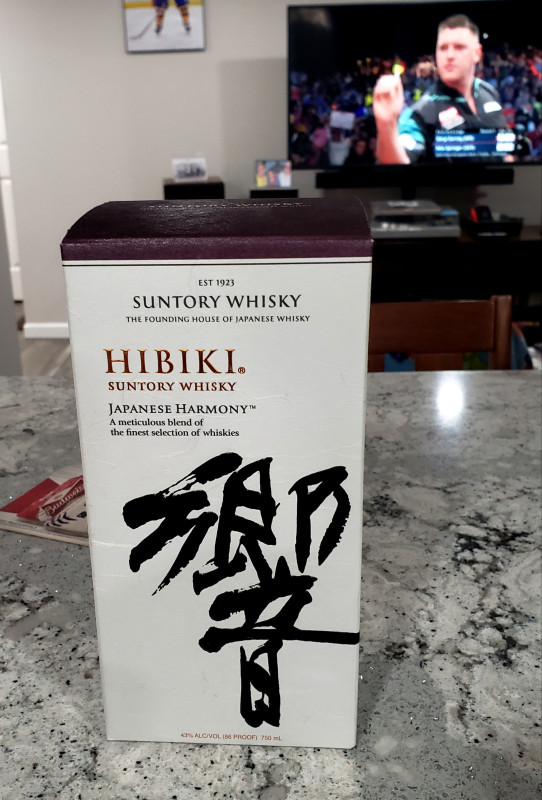 EST 1923
SUNTORY WHISKY
THE FOUNDING HOUSE OF JAPANESE WHISKY
HIBIKI®
SUNTORY WHISKY
JAPANESE HARMONY™
A meticulous blend of
the finest selection of whiskies
響
43% ALC/VOL (86 PROOF) 750 mL